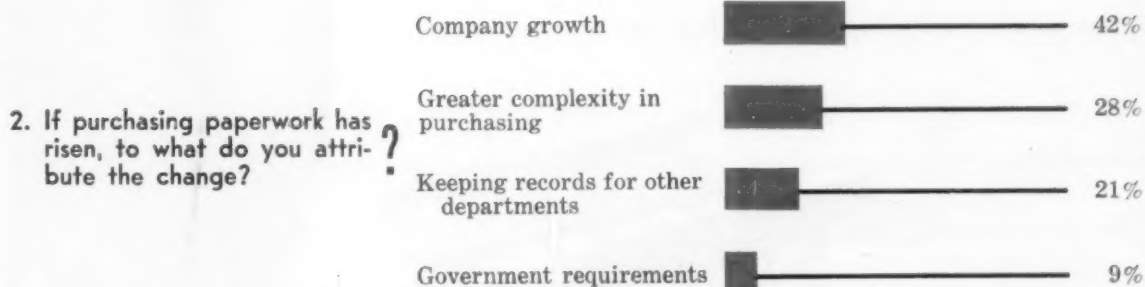 2. If purchasing paperwork has
risen, to what do you attri-
bute the change?
?
Company growth 42%
Greater complexity in
purchasing 28%
Keeping records for other
departments 21%
Government requirements 9%